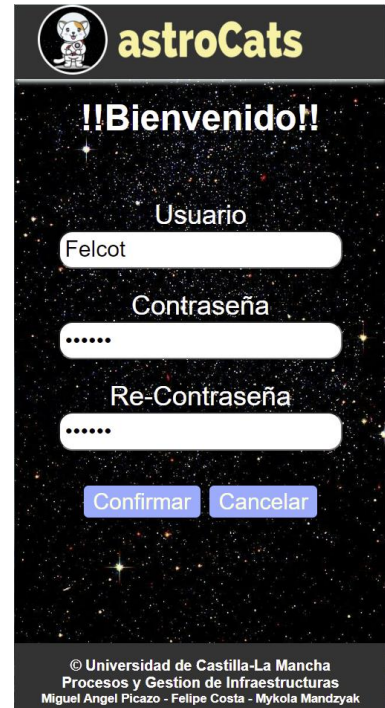 astroCats
!!Bienvenido!!
Usuario
Felcot
Contraseña
••••••
Re-Contraseña
••••••
Confirmar Cancelar
© Universidad de Castilla-La Mancha
Procesos y Gestion de Infraestructuras
Miguel Angel Picazo - Felipe Costa - Mykola Mandzyak